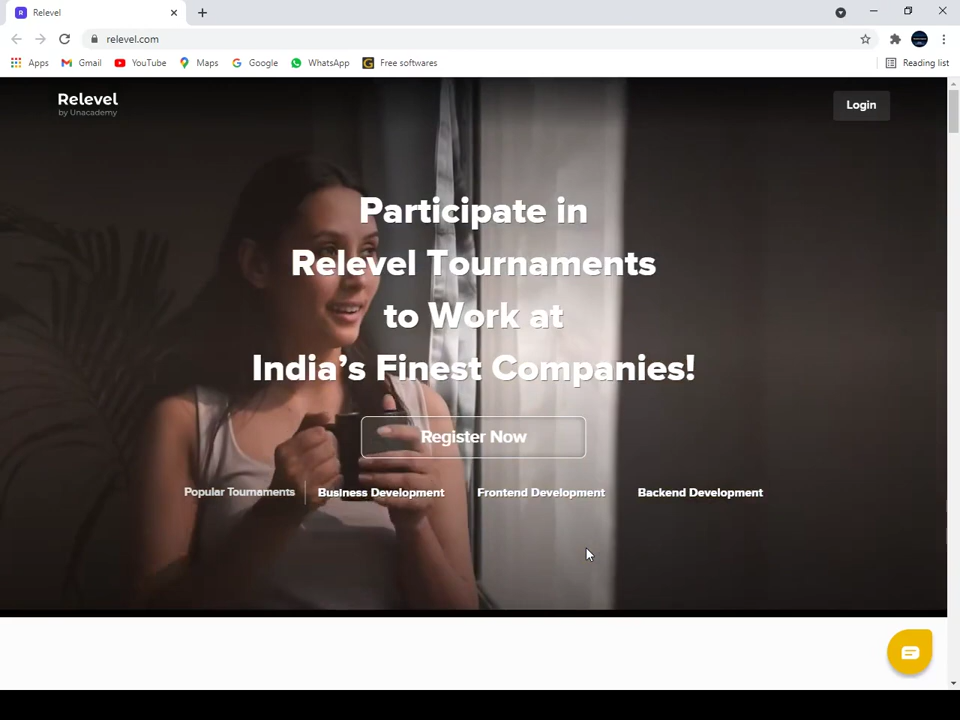 Relevel
relevel.com
Apps Gmail YouTube Maps Google WhatsApp Free softwares Reading list
Relevel
by Unacademy
Login
Participate in
Relevel Tournaments
to Work at
India's Finest Companies!
Register Now
Popular Tournaments Business Development Frontend Development Backend Development